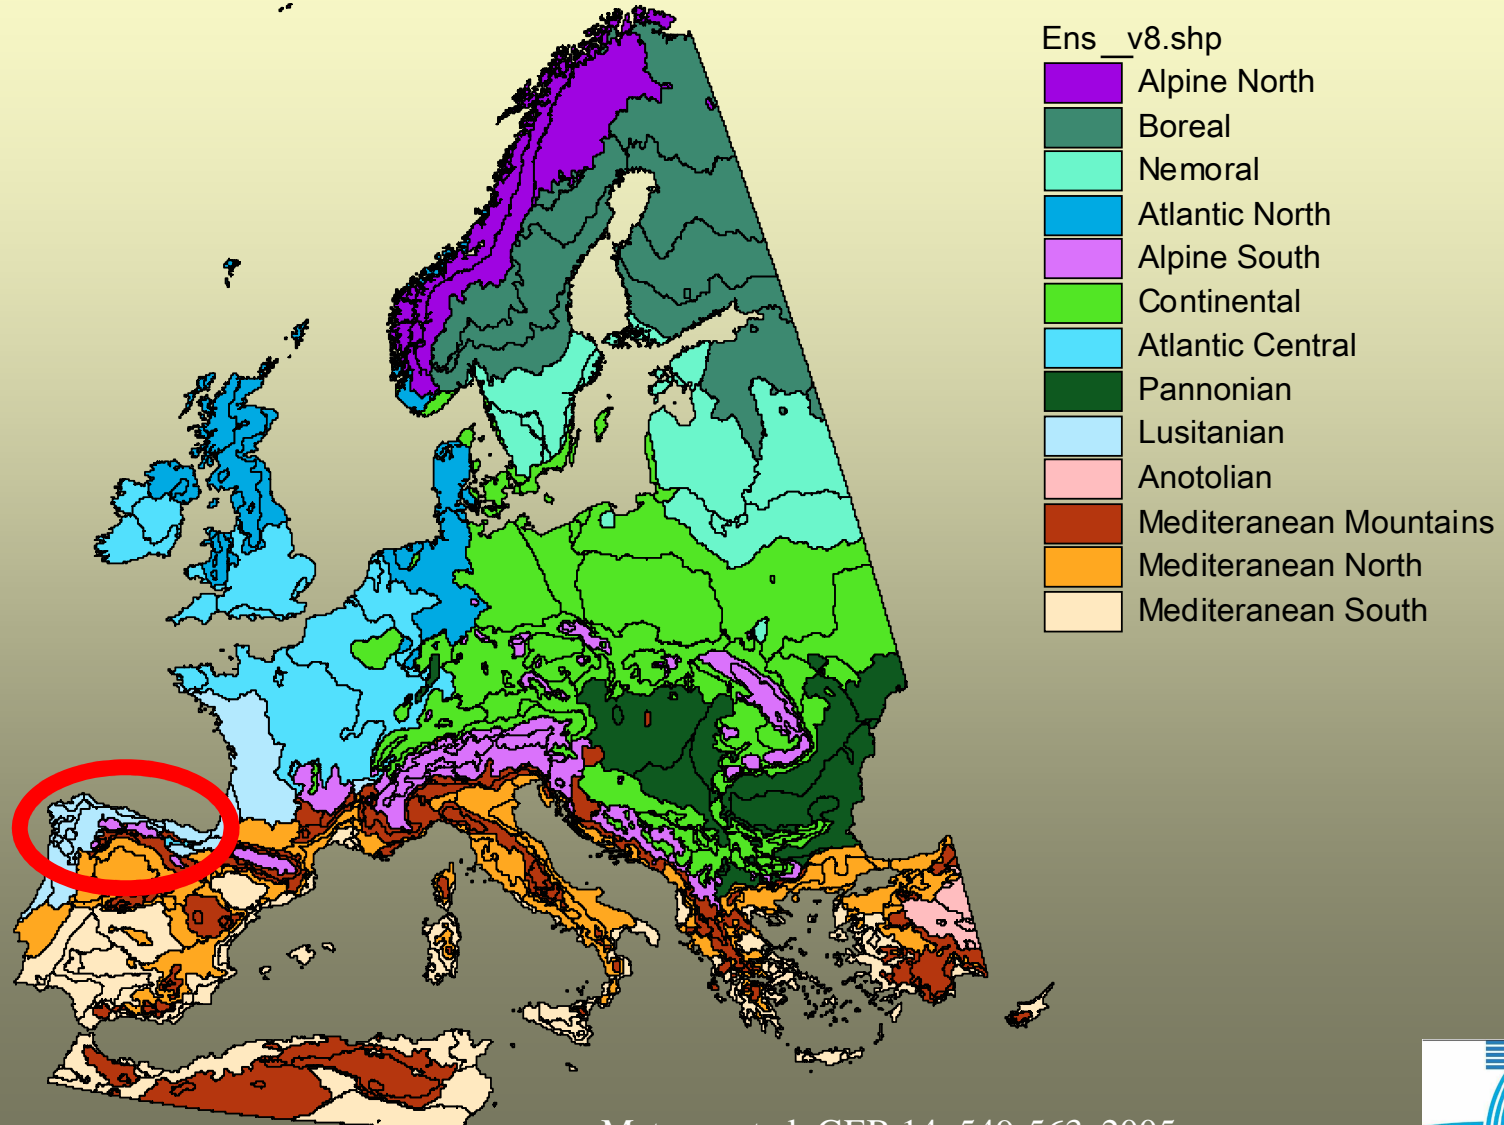 Ens_v8.shp
Alpine North
Boreal
Nemoral
Atlantic North
Alpine South
Continental
Atlantic Central
Pannonian
Lusitanian
Anotolian
Mediteranean Mountains
Mediteranean North
Mediteranean South